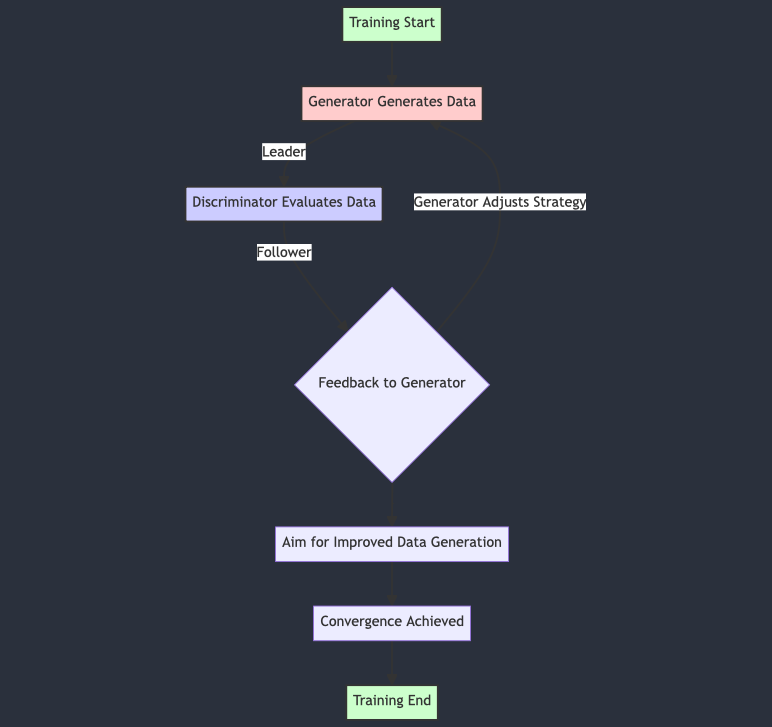 Training Start
Generator Generates Data
Leader
Discriminator Evaluates Data
Generator Adjusts Strategy
Follower
Feedback to Generator
Aim for Improved Data Generation
Convergence Achieved
Training End